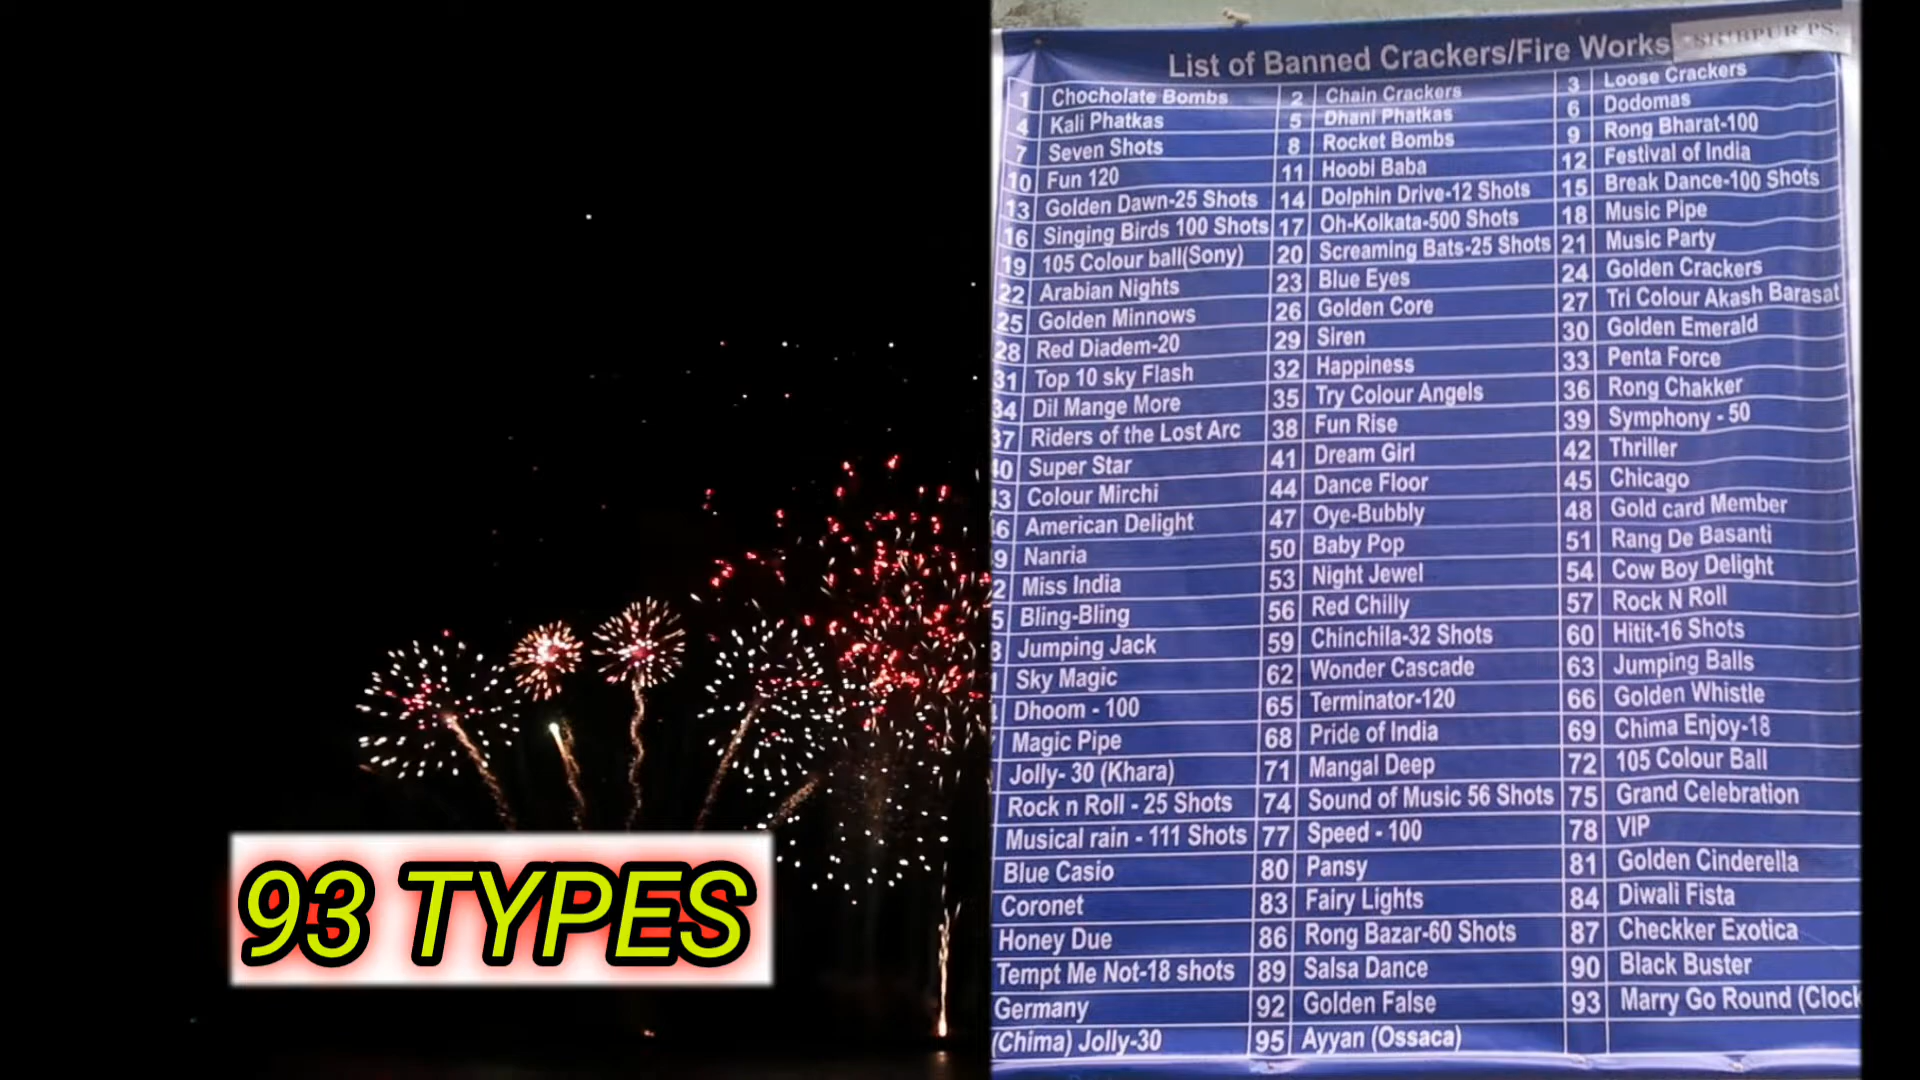 List of Banned Crackers/Fire Works SRIRPUR PS.
1 Chocholate Bombs 2 Chain Crackers 3 Loose Crackers
4 Kali Phatkas 5 Dhani Phatkas 6 Dodomas
7 Seven Shots 8 Rocket Bombs 9 Rong Bharat-100
10 Fun 120 11 Hoobi Baba 12 Festival of India
13 Golden Dawn-25 Shots 14 Dolphin Drive-12 Shots 15 Break Dance-100 Shots
16 Singing Birds 100 Shots 17 Oh-Kolkata-500 Shots 18 Music Pipe
19 105 Colour ball(Sony) 20 Screaming Bats-25 Shots 21 Music Party
22 Arabian Nights 23 Blue Eyes 24 Golden Crackers
25 Golden Minnows 26 Golden Core 27 Tri Colour Akash Barasat
28 Red Diadem-20 29 Siren 30 Golden Emerald
31 Top 10 sky Flash 32 Happiness 33 Penta Force
34 Dil Mange More 35 Try Colour Angels 36 Rong Chakker
37 Riders of the Lost Arc 38 Fun Rise 39 Symphony - 50
40 Super Star 41 Dream Girl 42 Thriller
43 Colour Mirchi 44 Dance Floor 45 Chicago
46 American Delight 47 Oye-Bubbly 48 Gold card Member
9 Nanria 50 Baby Pop 51 Rang De Basanti
2 Miss India 53 Night Jewel 54 Cow Boy Delight
5 Bling-Bling 56 Red Chilly 57 Rock N Roll
8 Jumping Jack 59 Chinchila-32 Shots 60 Hitit-16 Shots
Sky Magic 62 Wonder Cascade 63 Jumping Balls
Dhoom - 100 65 Terminator-120 66 Golden Whistle
Magic Pipe 68 Pride of India 69 Chima Enjoy-18
Jolly- 30 (Khara) 71 Mangal Deep 72 105 Colour Ball
Rock n Roll - 25 Shots 74 Sound of Music 56 Shots 75 Grand Celebration
Musical rain - 111 Shots 77 Speed - 100 78 VIP
Blue Casio 80 Pansy 81 Golden Cinderella
Coronet 83 Fairy Lights 84 Diwali Fista
Honey Due 86 Rong Bazar-60 Shots 87 Checkker Exotica
Tempt Me Not-18 shots 89 Salsa Dance 90 Black Buster
Germany 92 Golden False 93 Marry Go Round (Clock
(Chima) Jolly-30 95 Ayyan (Ossaca)
93 TYPES